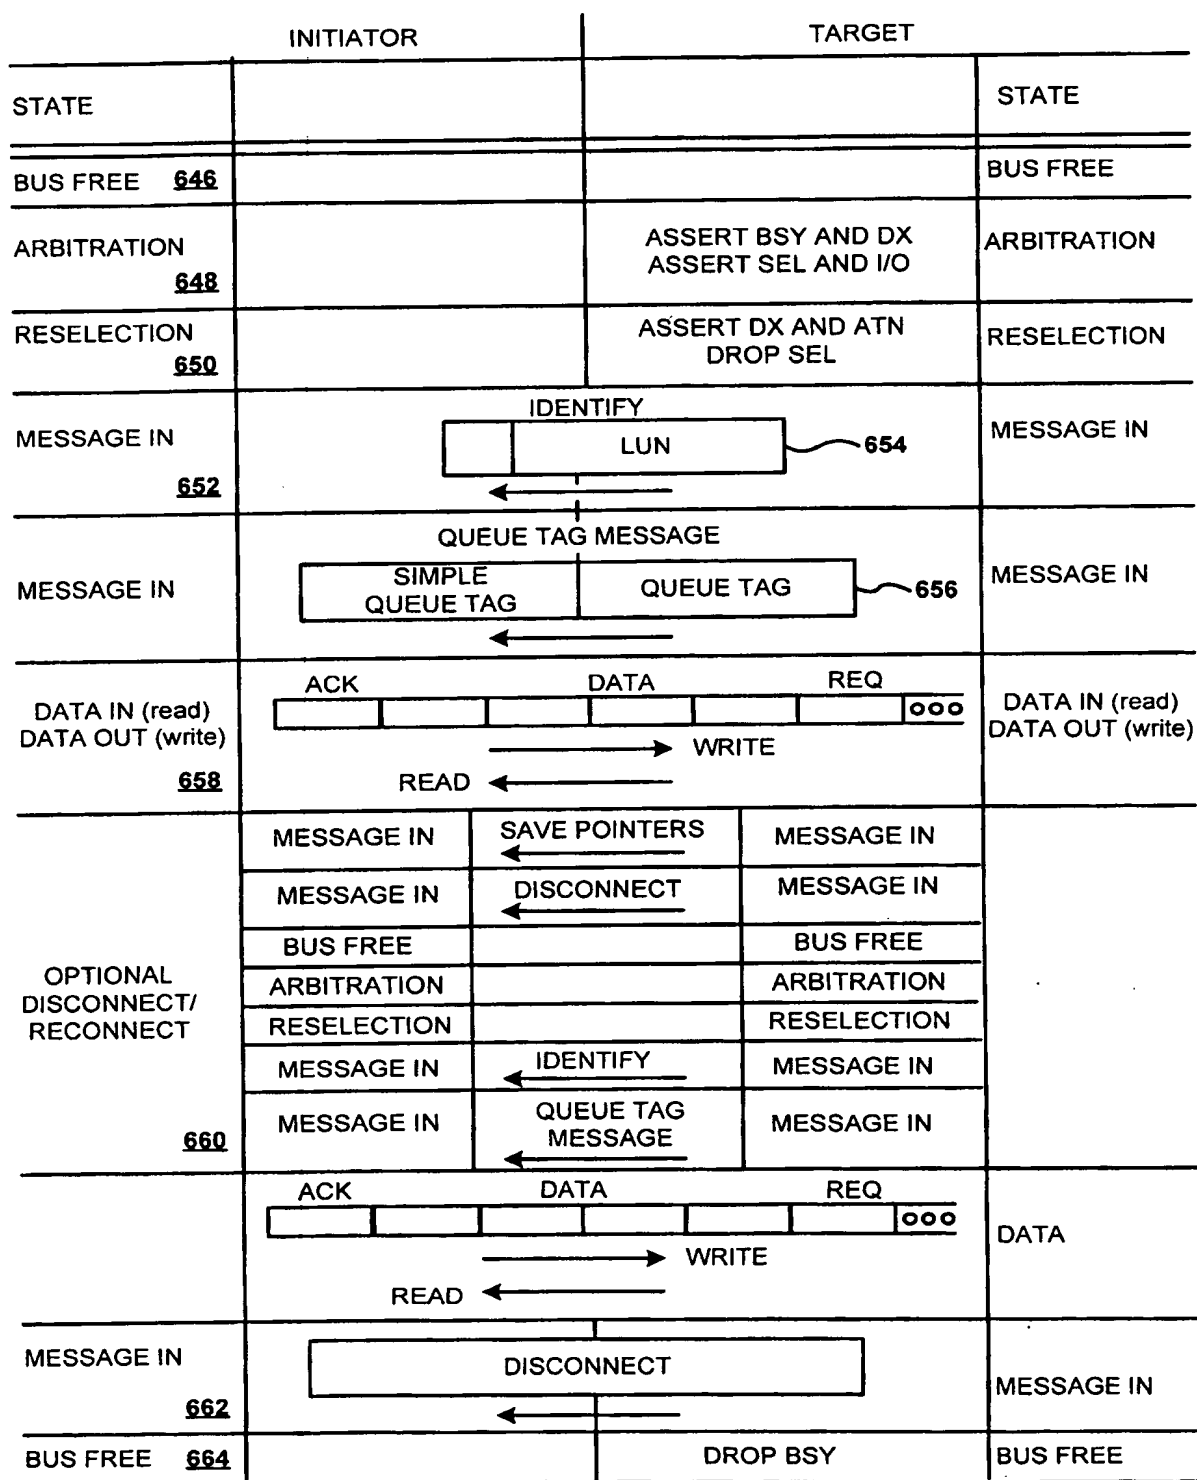 INITIATOR TARGET
STATE STATE
BUS FREE 646 BUS FREE
ARBITRATION
648
ASSERT BSY AND DX
ASSERT SEL AND I/O
ARBITRATION
RESELECTION
650
ASSERT DX AND ATN
DROP SEL
RESELECTION
MESSAGE IN
652
IDENTIFY
LUN
654
MESSAGE IN
MESSAGE IN
QUEUE TAG MESSAGE
SIMPLE
QUEUE TAG
QUEUE TAG
656
MESSAGE IN
DATA IN (read)
DATA OUT (write)
658
ACK DATA REQ
ooo
WRITE
READ
DATA IN (read)
DATA OUT (write)
OPTIONAL
DISCONNECT/
RECONNECT
660
MESSAGE IN SAVE POINTERS MESSAGE IN
MESSAGE IN DISCONNECT MESSAGE IN
BUS FREE BUS FREE
ARBITRATION ARBITRATION
RESELECTION RESELECTION
MESSAGE IN IDENTIFY MESSAGE IN
MESSAGE IN
QUEUE TAG
MESSAGE
MESSAGE IN
ACK DATA REQ
ooo
WRITE
READ
DATA
MESSAGE IN
662
DISCONNECT
MESSAGE IN
BUS FREE 664 DROP BSY BUS FREE